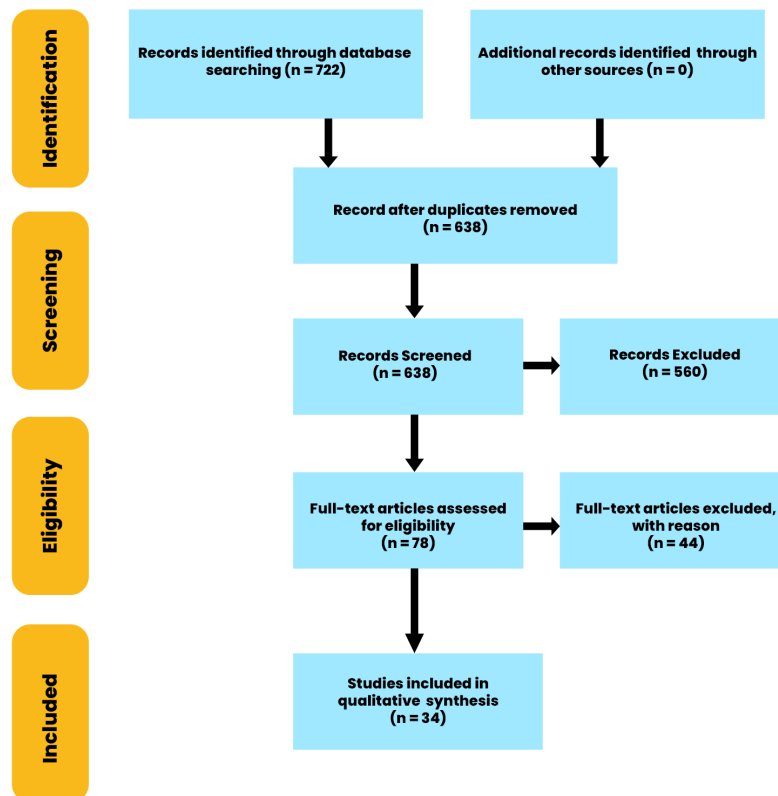 Identification
Records identified through database
searching (n = 722)
Additional records identified through
other sources (n = 0)
Record after duplicates removed
(n = 638)
Screening
Records Screened
(n = 638)
Records Excluded
(n = 560)
Eligibility
Full-text articles assessed
for eligibility
(n = 78)
Full-text articles excluded,
with reason
(n = 44)
Included
Studies included in
qualitative synthesis
(n = 34)